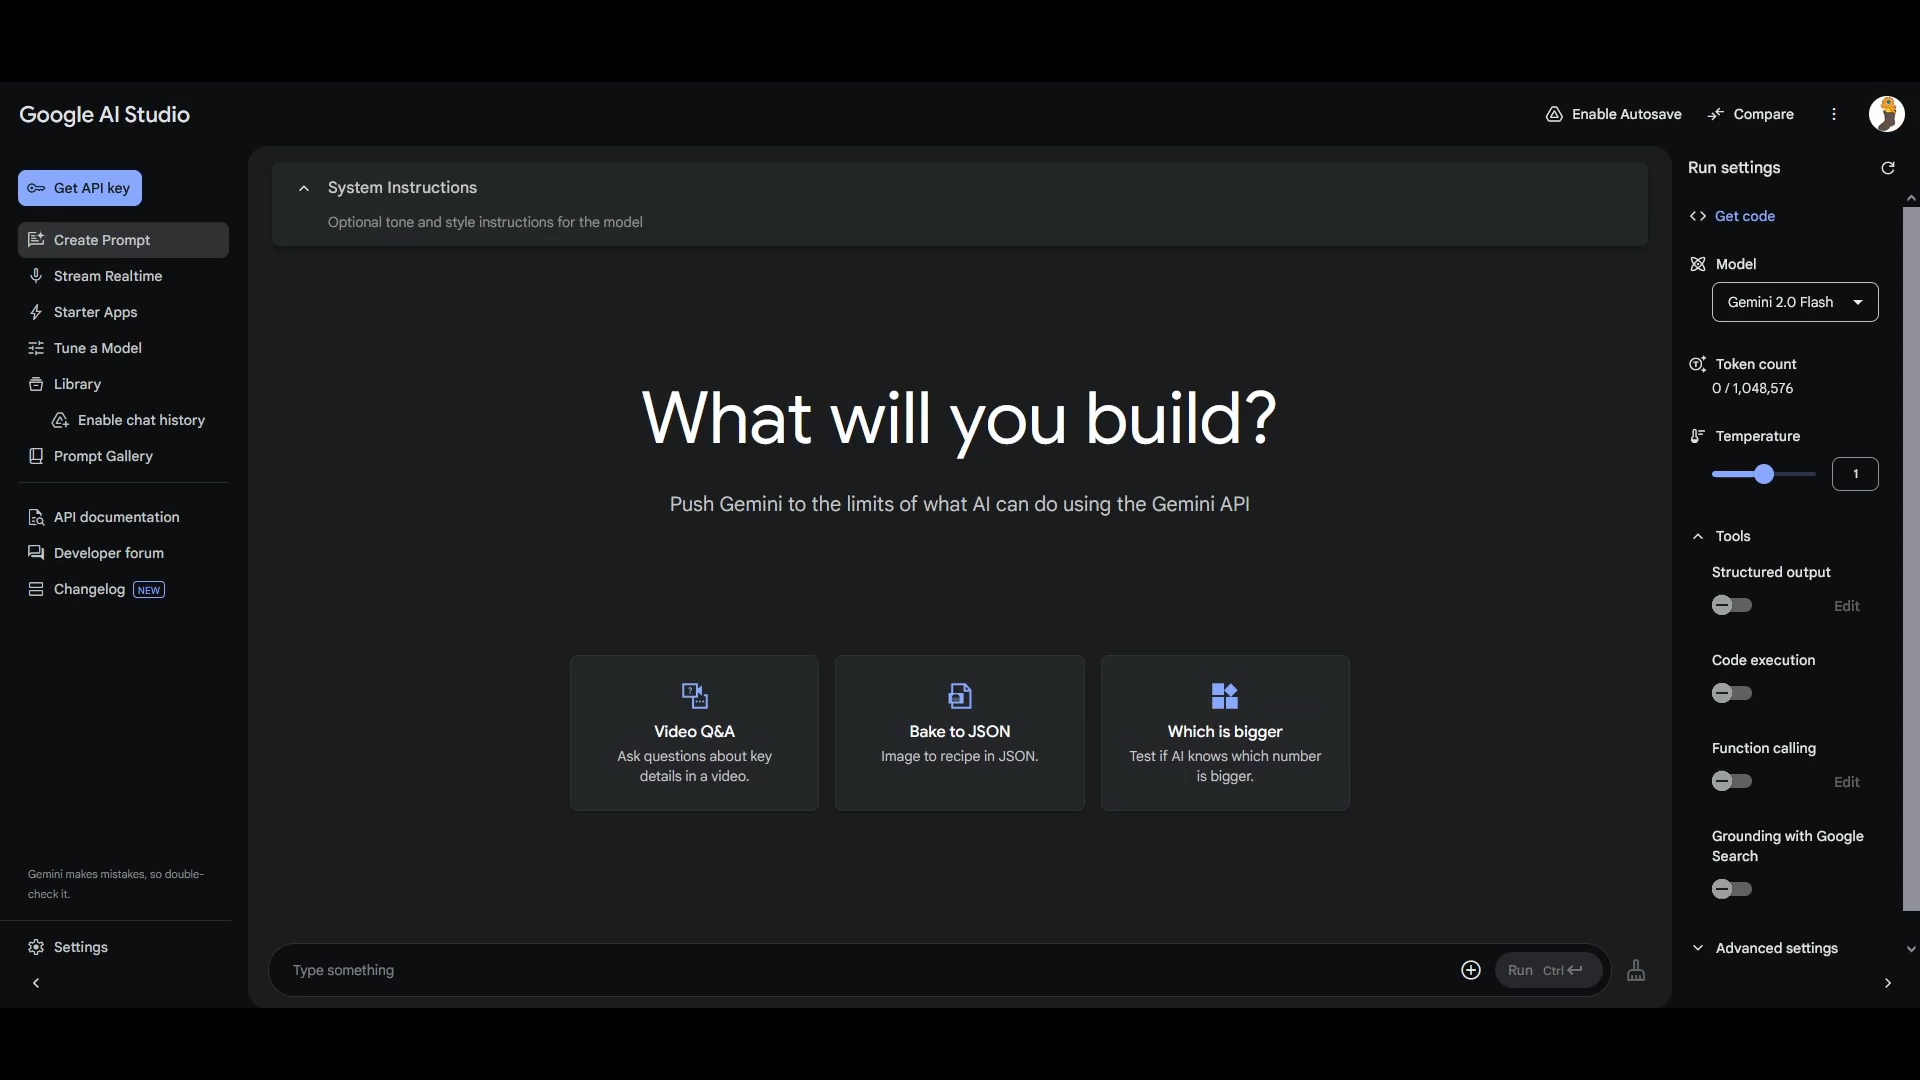 Google AI Studio
Enable Autosave
Compare
Get API key
Create Prompt
Stream Realtime
Starter Apps
Tune a Model
Library
Enable chat history
Prompt Gallery
API documentation
Developer forum
Changelog NEW
Gemini makes mistakes, so double-
check it.
Settings
System Instructions
Optional tone and style instructions for the model
What will you build?
Push Gemini to the limits of what AI can do using the Gemini API
Video Q&A
Ask questions about key
details in a video.
Bake to JSON
Image to recipe in JSON.
Which is bigger
Test if AI knows which number
is bigger.
Type something
Run Ctrl
Run settings
Get code
Model
Gemini 2.0 Flash
Token count
0 / 1,048,576
Temperature
1
Tools
Structured output
Edit
Code execution
Function calling
Edit
Grounding with Google
Search
Advanced settings